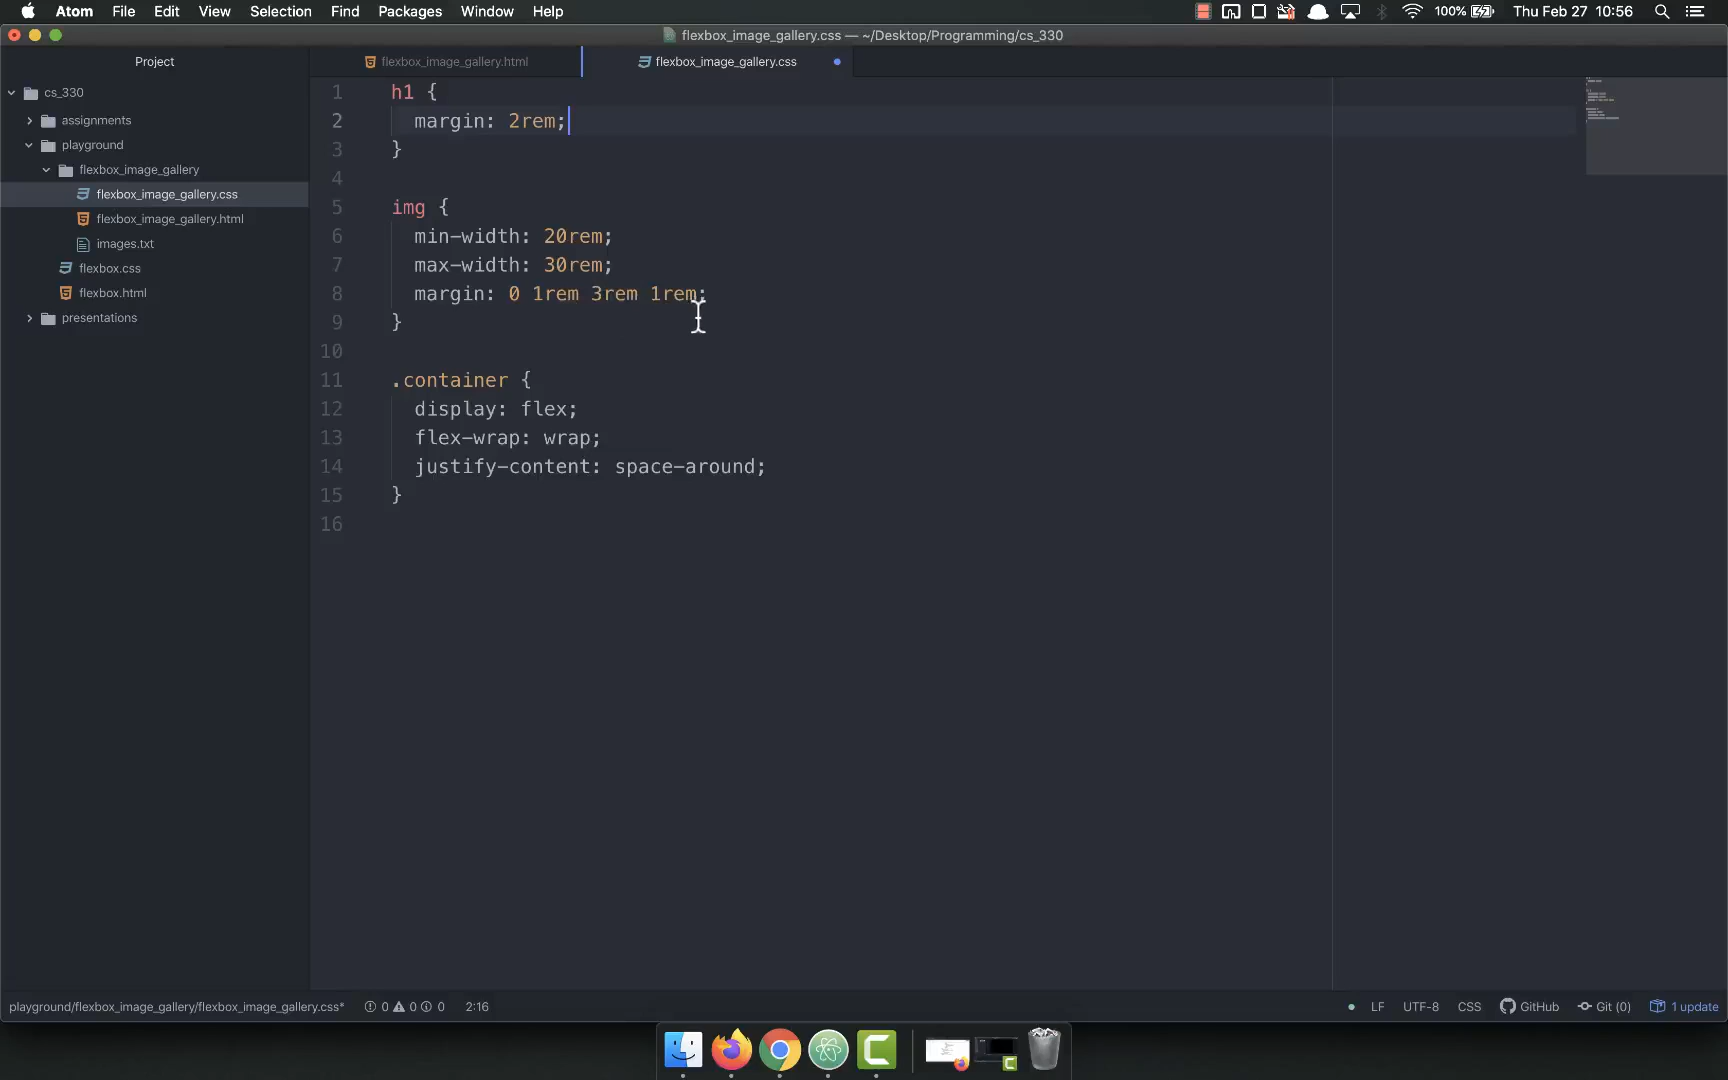 Atom File Edit View Selection Find Packages Window Help 100% Thu Feb 27 10:56
flexbox_image_gallery.css — ~/Desktop/Programming/cs_330
Project
flexbox_image_gallery.html
flexbox_image_gallery.css
cs_330
assignments
playground
flexbox_image_gallery
flexbox_image_gallery.css
flexbox_image_gallery.html
images.txt
flexbox.css
flexbox.html
presentations
1 h1 {
2 margin: 2rem;
3 }
4
5 img {
6 min-width: 20rem;
7 max-width: 30rem;
8 margin: 0 1rem 3rem 1rem;
9 }
10
11 .container {
12 display: flex;
13 flex-wrap: wrap;
14 justify-content: space-around;
15 }
16
playground/flexbox_image_gallery/flexbox_image_gallery.css* 0 0 0 2:16 LF UTF-8 CSS GitHub Git (0) 1 update